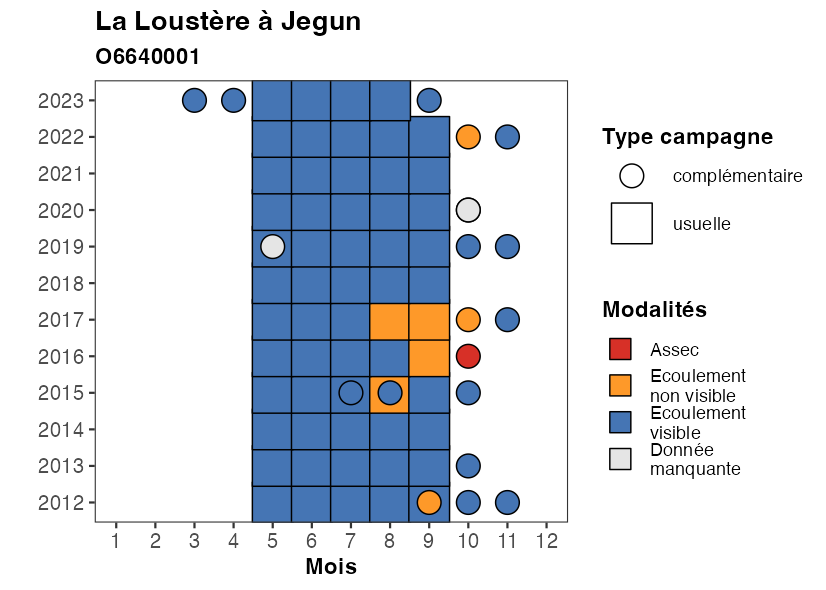 La Loustère à Jegun
O6640001
2023
2022
2021
2020
2019
2018
2017
2016
2015
2014
2013
2012
1 2 3 4 5 6 7 8 9 10 11 12
Mois
Type campagne
complémentaire
usuelle
Modalités
Assec
Ecoulement
non visible
Ecoulement
visible
Donnée
manquante